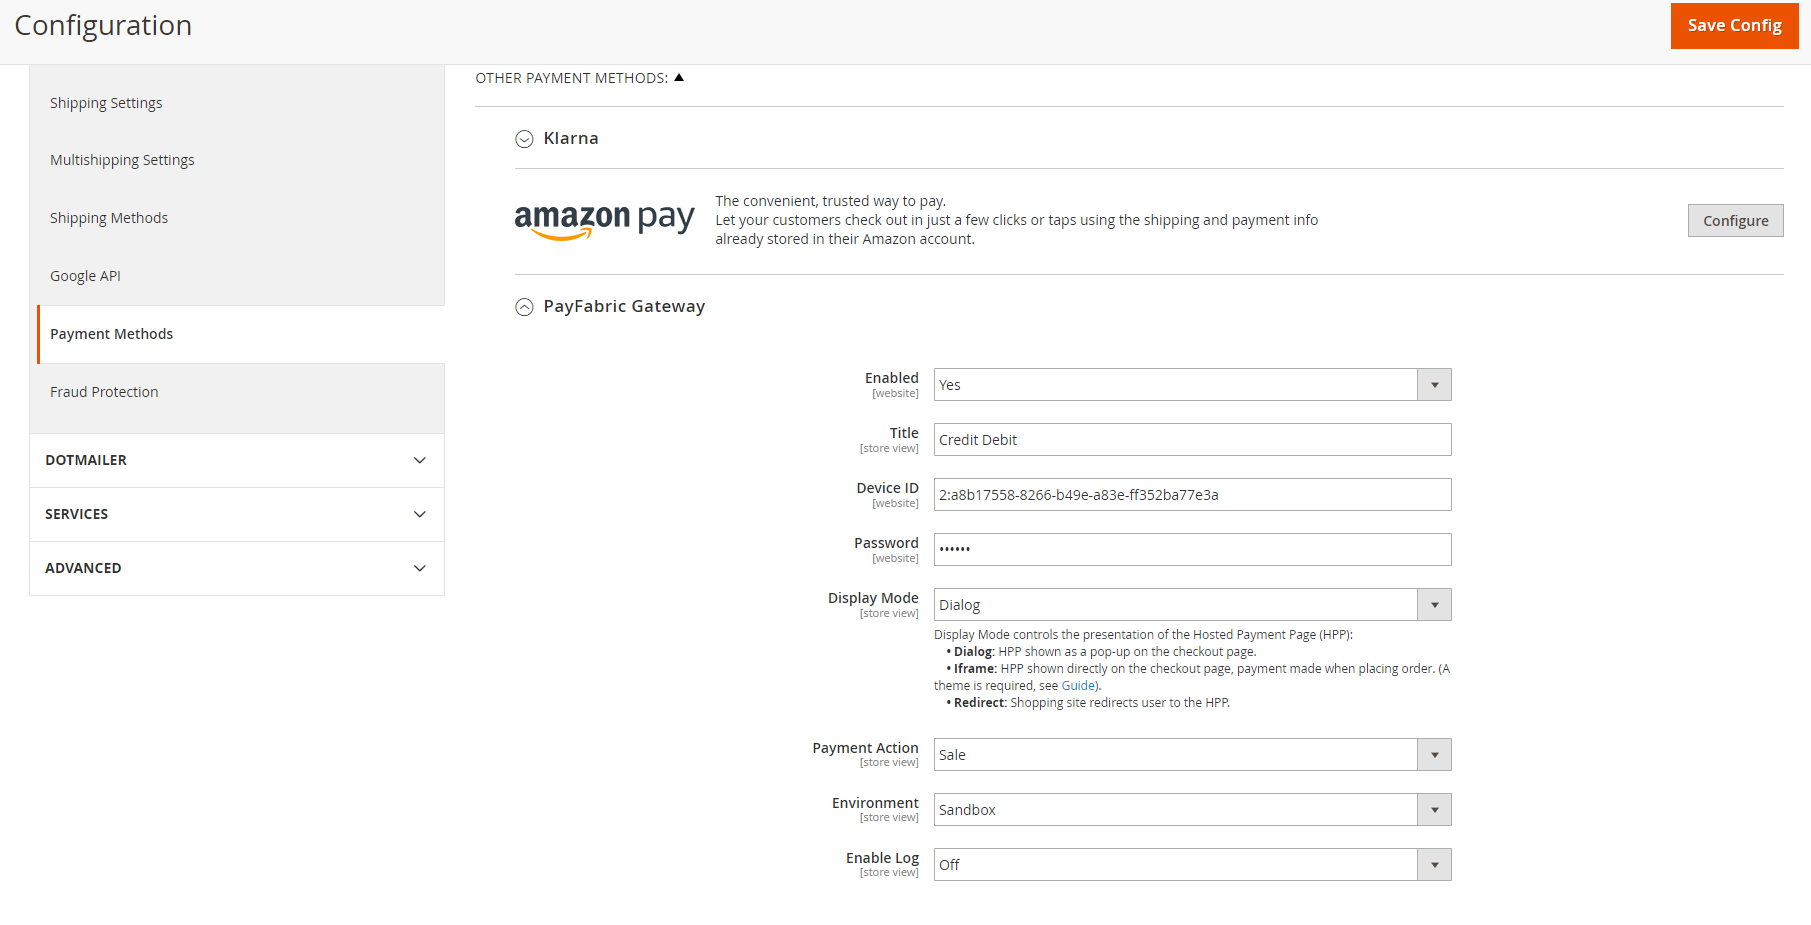 Configuration
Save Config
Shipping Settings
Multishipping Settings
Shipping Methods
Google API
Payment Methods
Fraud Protection
DOTMAILER
SERVICES
ADVANCED
OTHER PAYMENT METHODS:
Klarna
amazon pay
The convenient, trusted way to pay.
Let your customers check out in just a few clicks or taps using the shipping and payment info
already stored in their Amazon account.
Configure
PayFabric Gateway
Enabled
[website]
Yes
Title
[store view]
Credit Debit
Device ID
[website]
2:a8b17558-8266-b49e-a83e-ff352ba77e3a
Password
[website]
••••••
Display Mode
[store view]
Dialog
Display Mode controls the presentation of the Hosted Payment Page (HPP):
• Dialog: HPP shown as a pop-up on the checkout page.
• Iframe: HPP shown directly on the checkout page, payment made when placing order. (A
theme is required, see Guide).
• Redirect: Shopping site redirects user to the HPP.
Payment Action
[store view]
Sale
Environment
[store view]
Sandbox
Enable Log
[store view]
Off